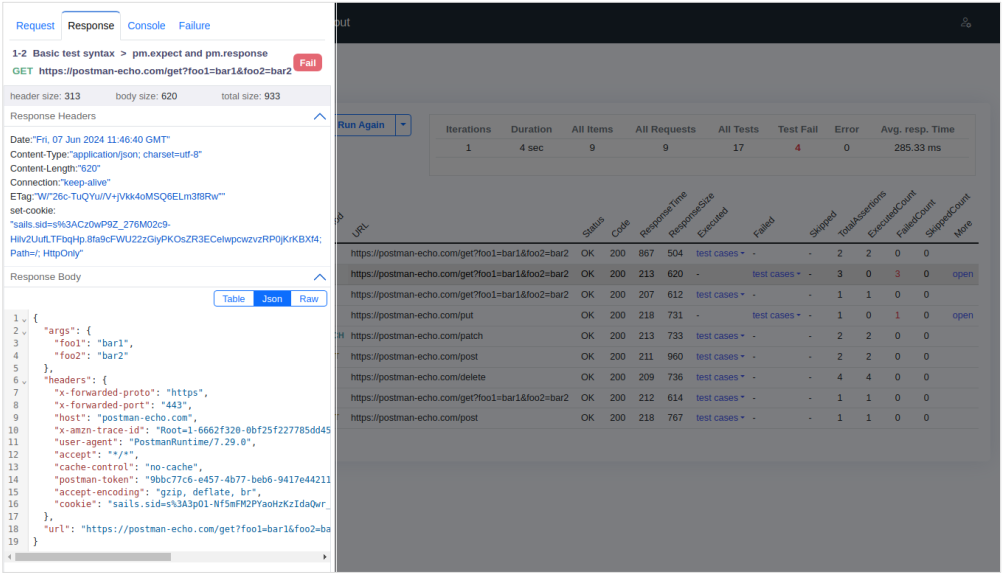 Request Response Console Failure
1-2 Basic test syntax > pm.expect and pm.response
GET https://postman-echo.com/get?foo1=bar1&foo2=bar2
Fail
header size: 313 body size: 620 total size: 933
Response Headers
Date:"Fri, 07 Jun 2024 11:46:40 GMT"
Content-Type:"application/json; charset=utf-8"
Content-Length:"620"
Connection:"keep-alive"
ETag:"W/"26c-TuQYu//V+jVkk4oMSQ6ELm3f8Rw""
set-cookie:
"sails.sid=s%3ACz0wP9Z_276M02c9-
Hilv2UufLTFbqHp.8fa9cFWU22zGiyPKOsZR3ECeIwpcwzvzRP0jKrKBXf4;
Path=/; HttpOnly"
Response Body
Table Json Raw
1 {
2 "args": {
3 "foo1": "bar1",
4 "foo2": "bar2"
5 },
6 "headers": {
7 "x-forwarded-proto": "https",
8 "x-forwarded-port": "443",
9 "host": "postman-echo.com",
10 "x-amzn-trace-id": "Root=1-6662f320-0bf25f227785dd45
11 "user-agent": "PostmanRuntime/7.29.0",
12 "accept": "*/*",
13 "cache-control": "no-cache",
14 "postman-token": "9bbc77c6-e457-4b77-beb6-9417e44211
15 "accept-encoding": "gzip, deflate, br",
16 "cookie": "sails.sid=s%3A3pO1-Nf5mFM2PYaoHzKzIdaQwr_
17 },
18 "url": "https://postman-echo.com/get?foo1=bar1&foo2=ba
19 }
out
Run Again
Iterations Duration All Items All Requests All Tests Test Fail Error Avg. resp. Time
1 4 sec 9 9 17 4 0 285.33 ms
URL Status Code ResponseTime ResponseSize Executed Failed Skipped TotalAssertions ExecutedCount FailedCount SkippedCount More
https://postman-echo.com/get?foo1=bar1&foo2=bar2 OK 200 867 504 test cases - - 2 2 0 0
https://postman-echo.com/get?foo1=bar1&foo2=bar2 OK 200 213 620 - test cases - 3 0 3 0 open
https://postman-echo.com/get?foo1=bar1&foo2=bar2 OK 200 207 612 test cases - - 1 1 0 0
https://postman-echo.com/put OK 200 218 731 - test cases - 1 0 1 0 open
CH https://postman-echo.com/patch OK 200 213 733 test cases - - 2 2 0 0
T https://postman-echo.com/post OK 200 211 960 test cases - - 2 2 0 0
https://postman-echo.com/delete OK 200 209 736 test cases - - 4 4 0 0
https://postman-echo.com/get?foo1=bar1&foo2=bar2 OK 200 212 614 test cases - - 1 1 0 0
T https://postman-echo.com/post OK 200 218 767 test cases - - 1 1 0 0